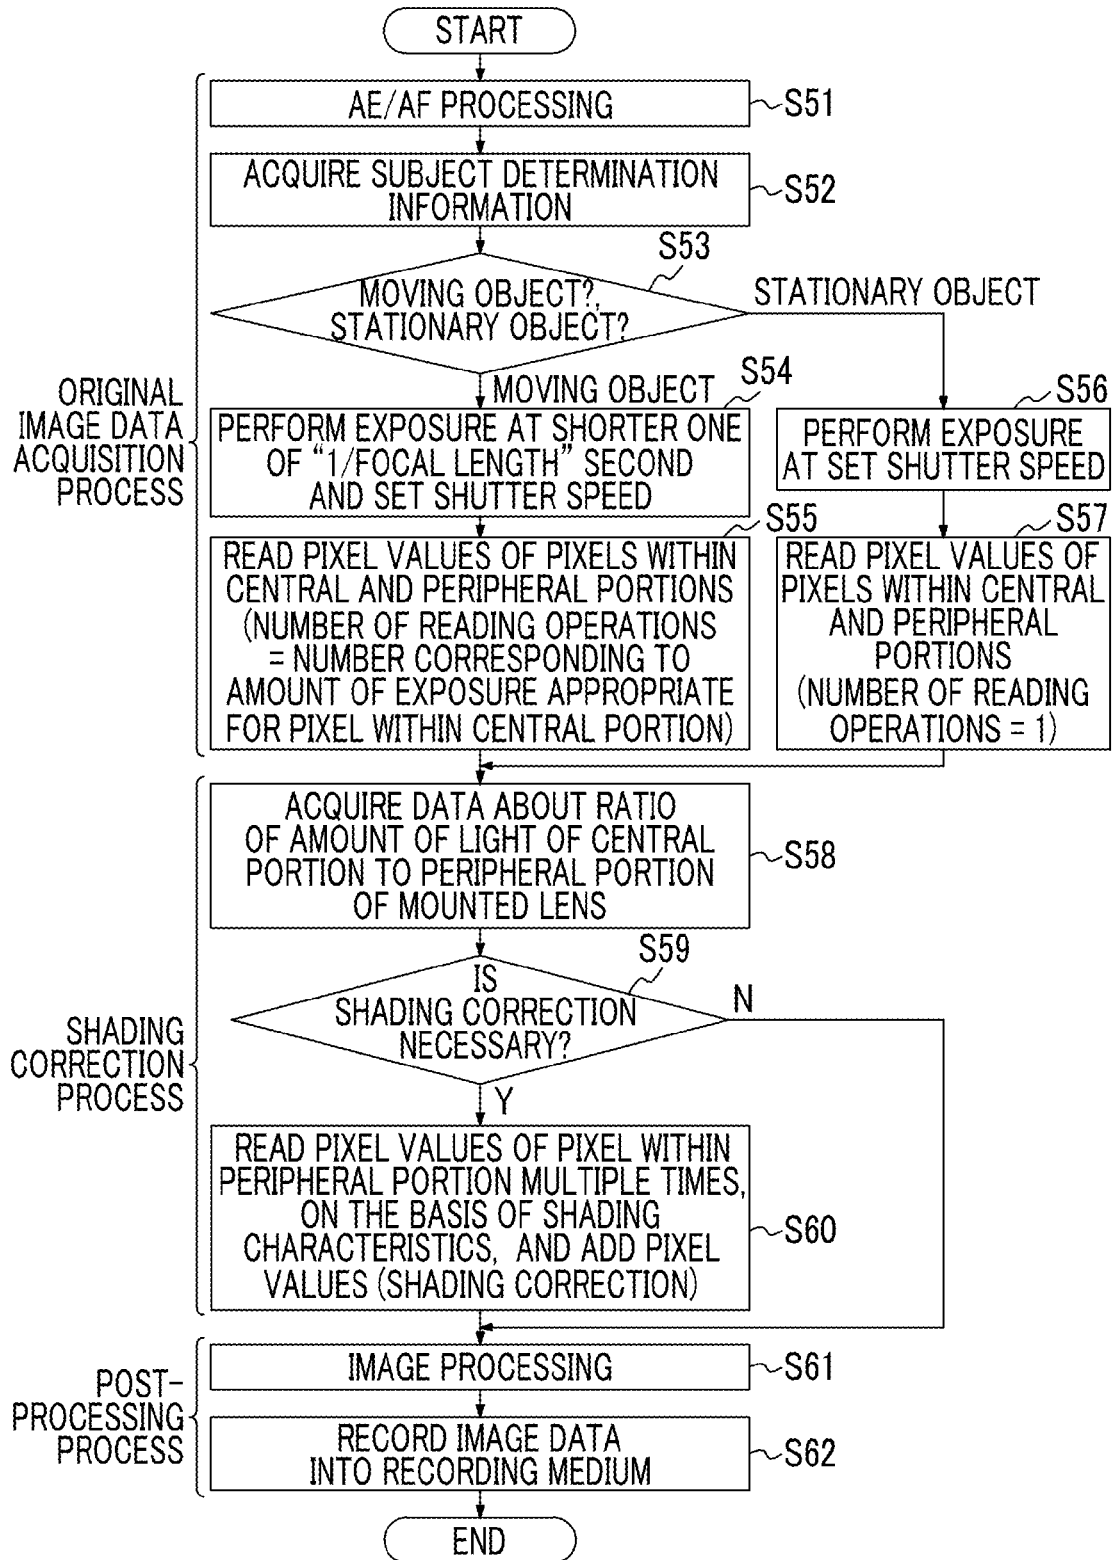 START
AE/AF PROCESSING
S51
ACQUIRE SUBJECT DETERMINATION
INFORMATION
S52
S53
MOVING OBJECT?,
STATIONARY OBJECT?
STATIONARY OBJECT
MOVING OBJECT
ORIGINAL
IMAGE DATA
ACQUISITION
PROCESS
S54
PERFORM EXPOSURE AT SHORTER ONE
OF “1/FOCAL LENGTH” SECOND
AND SET SHUTTER SPEED
S56
PERFORM EXPOSURE
AT SET SHUTTER SPEED
S55
READ PIXEL VALUES OF PIXELS WITHIN
CENTRAL AND PERIPHERAL PORTIONS
(NUMBER OF READING OPERATIONS
= NUMBER CORRESPONDING TO
AMOUNT OF EXPOSURE APPROPRIATE
FOR PIXEL WITHIN CENTRAL PORTION)
S57
READ PIXEL VALUES OF
PIXELS WITHIN CENTRAL
AND PERIPHERAL
PORTIONS
(NUMBER OF READING
OPERATIONS = 1)
ACQUIRE DATA ABOUT RATIO
OF AMOUNT OF LIGHT OF CENTRAL
PORTION TO PERIPHERAL PORTION
OF MOUNTED LENS
S58
S59
IS
SHADING CORRECTION
NECESSARY?
N
Y
SHADING
CORRECTION
PROCESS
READ PIXEL VALUES OF PIXEL WITHIN
PERIPHERAL PORTION MULTIPLE TIMES,
ON THE BASIS OF SHADING
CHARACTERISTICS, AND ADD PIXEL
VALUES (SHADING CORRECTION)
S60
IMAGE PROCESSING
S61
POST-
PROCESSING
PROCESS
RECORD IMAGE DATA
INTO RECORDING MEDIUM
S62
END